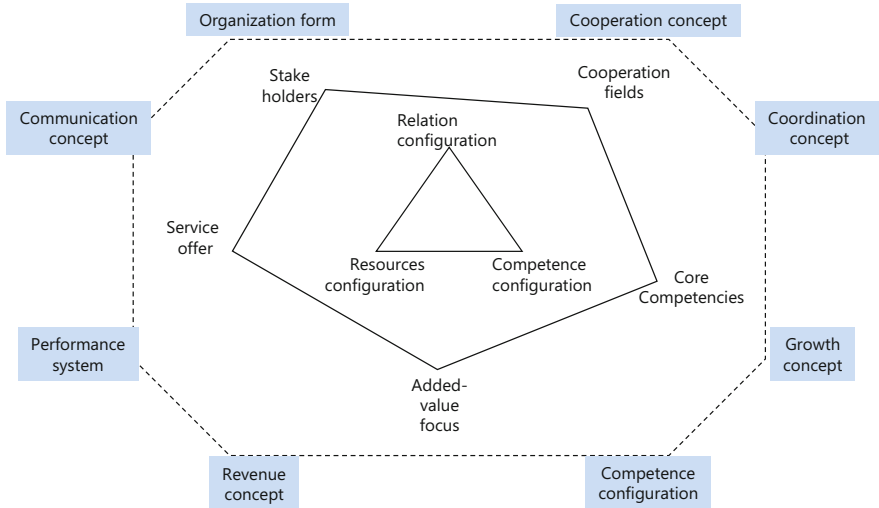 Organization form
Cooperation concept
Stake
holders
Cooperation
fields
Communication
concept
Relation
configuration
Coordination
concept
Service
offer
Resources
configuration
Competence
configuration
Core
Competencies
Performance
system
Growth
concept
Added-
value
focus
Revenue
concept
Competence
configuration